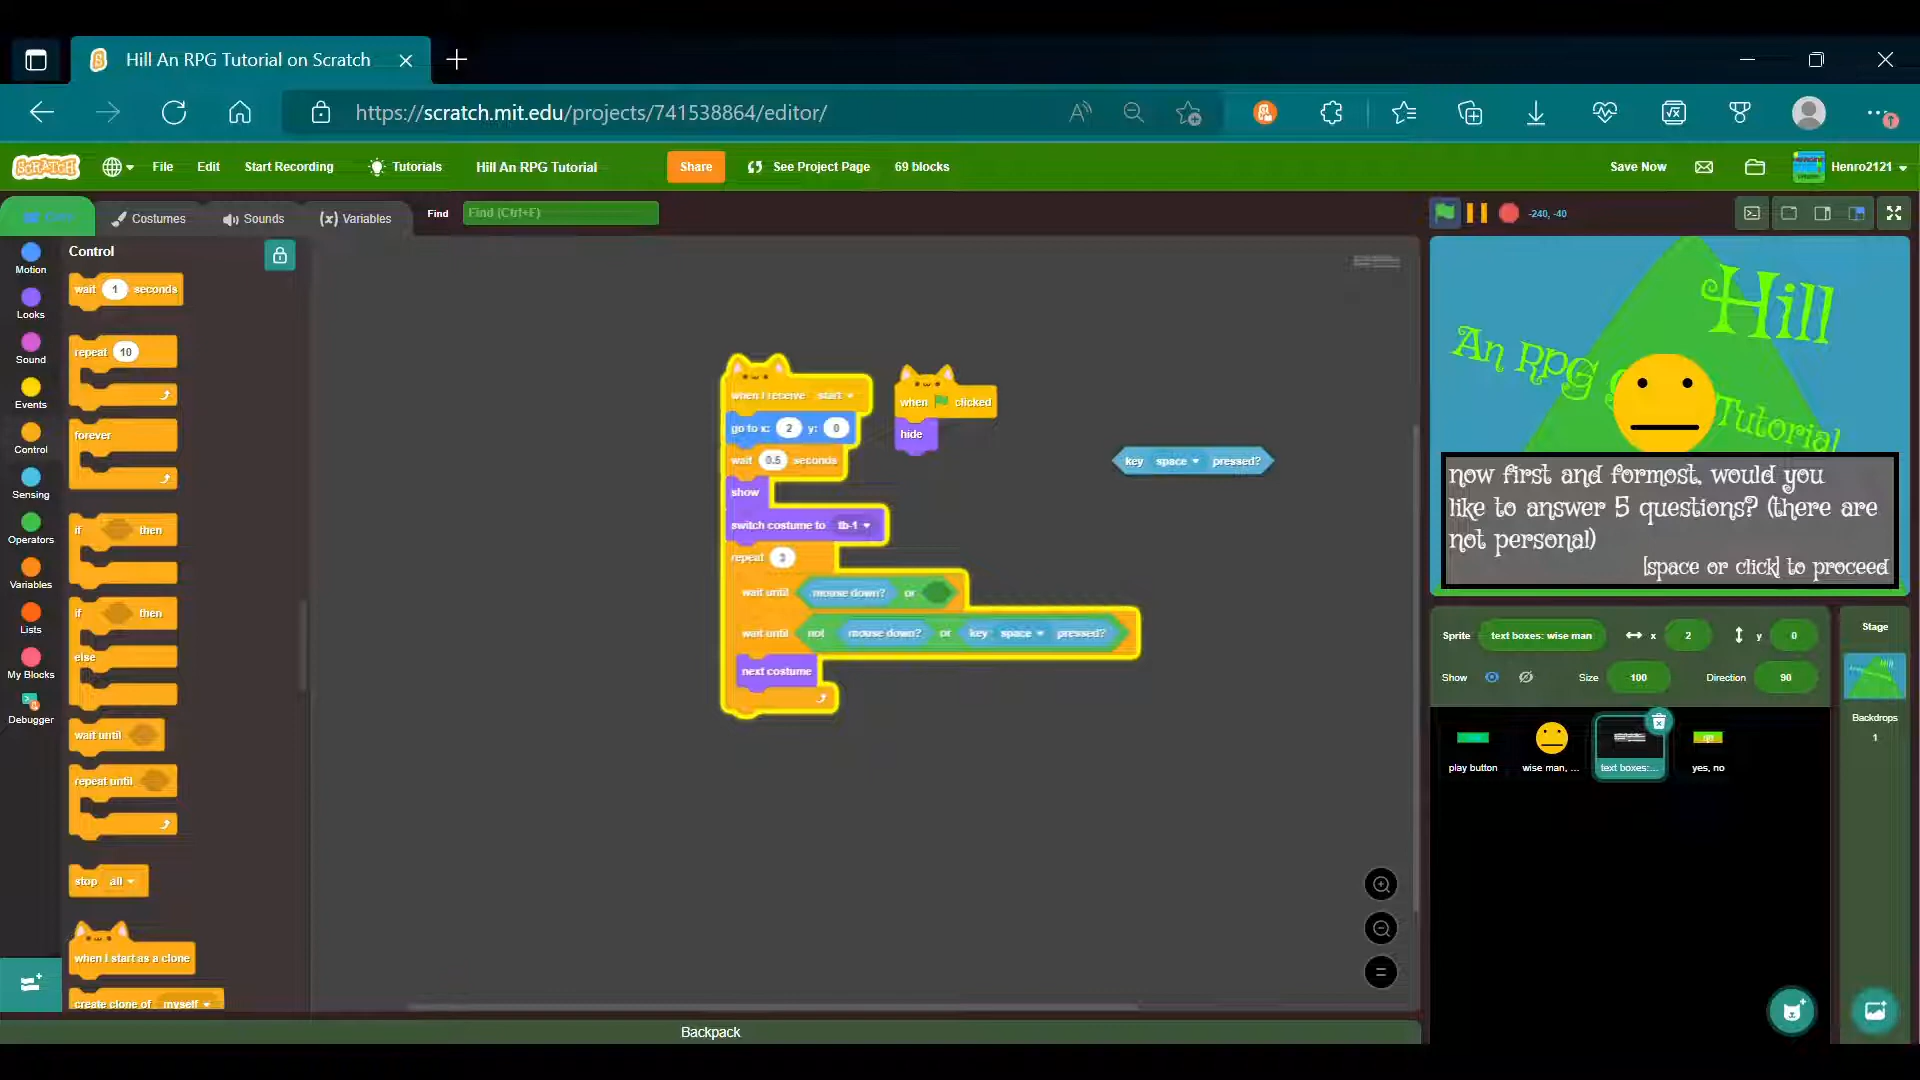 Hill An RPG Tutorial on Scratch
https://scratch.mit.edu/projects/741538864/editor/
SCRATCH
File
Edit
Start Recording
Tutorials
Hill An RPG Tutorial
Share
See Project Page
69 blocks
Save Now
Henro2121
Costumes
Sounds
(x) Variables
Find
Find (Ctrl+F)
-240, -40
Motion
Looks
Sound
Events
Control
Sensing
Operators
Variables
Lists
My Blocks
Debugger
Control
wait 1 seconds
repeat 10
forever
if then
if then
else
wait until
repeat until
stop all
when I start as a clone
create clone of myself
when I receive start
go to x: 2 y: 0
wait 0.5 seconds
show
switch costume to tb-1
repeat 3
wait until mouse down? or
wait until not mouse down? or key space pressed?
next costume
when clicked
hide
key space pressed?
Backpack
Hill
An RPG
Tutorial
now first and formost, would you
like to answer 5 questions? (there are
not personal)
[space or click] to proceed
Sprite
text boxes: wise man
x
2
y
0
Show
Size
100
Direction
90
play button
wise man, ...
text boxes:...
yes, no
Stage
Backdrops
1